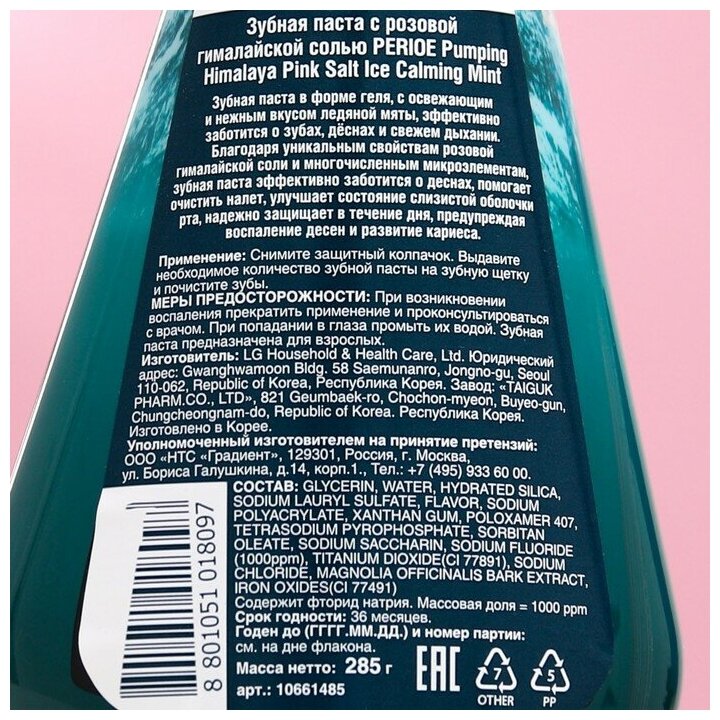 Зубная паста с розовой
гималайской солью PERIOE Pumping
Himalaya Pink Salt Ice Calming Mint
Зубная паста в форме геля, с освежающим
и нежным вкусом ледяной мяты, эффективно
заботится о зубах, дёснах и свежем дыхании.
Благодаря уникальным свойствам розовой
гималайской соли и многочисленным микроэлементам,
зубная паста эффективно заботится о деснах, помогает
очистить налет, улучшает состояние слизистой оболочки
рта, надежно защищает в течение дня, предупреждая
воспаление десен и развитие кариеса.
Применение: Снимите защитный колпачок. Выдавите
необходимое количество зубной пасты на зубную щетку
и почистите зубы.
МЕРЫ ПРЕДОСТОРОЖНОСТИ: При возникновении
воспаления прекратить применение и проконсультироваться
с врачом. При попадании в глаза промыть их водой. Зубная
паста предназначена для взрослых.
Изготовитель: LG Household & Health Care, Ltd. Юридический
адрес: Gwanghwamoon Bldg. 58 Saemunanro, Jongno-gu, Seoul
110-062, Republic of Korea, Республика Корея. Завод: «TAIGUK
PHARM.CO., LTD», 821 Geumbaek-ro, Chochon-myeon, Buyeo-gun,
Chungcheongnam-do, Republic of Korea. Республика Корея.
Изготовлено в Корее.
Уполномоченный изготовителем на принятие претензий:
ООО «НТС «Градиент», 129301, Россия, г. Москва,
ул. Бориса Галушкина, д.14, корп.1., Тел.: +7 (495) 933 60 00.
СОСТАВ: GLYCERIN, WATER, HYDRATED SILICA,
SODIUM LAURYL SULFATE, FLAVOR, SODIUM
POLYACRYLATE, XANTHAN GUM, POLOXAMER 407,
TETRASODIUM PYROPHOSPHATE, SORBITAN
OLEATE, SODIUM SACCHARIN, SODIUM FLUORIDE
(1000ppm), TITANIUM DIOXIDE(CI 77891), SODIUM
CHLORIDE, MAGNOLIA OFFICINALIS BARK EXTRACT,
IRON OXIDES(CI 77491)
Содержит фторид натрия. Массовая доля = 1000 ppm
Срок годности: 36 месяцев.
Годен до (ГГГГ.ММ.ДД.) и номер партии:
см. на дне флакона.
Масса нетто: 285 г
арт.: 10661485
8 801051 018097
EAC
7
OTHER
5
PP